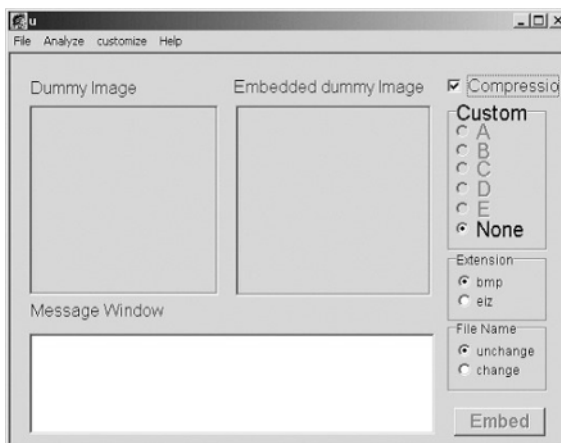 u
File Analyze customize Help
Dummy Image
Embedded dummy Image
Compressio
Custom
A
B
C
D
E
None
Extension
bmp
eiz
File Name
unchange
change
Message Window
Embed